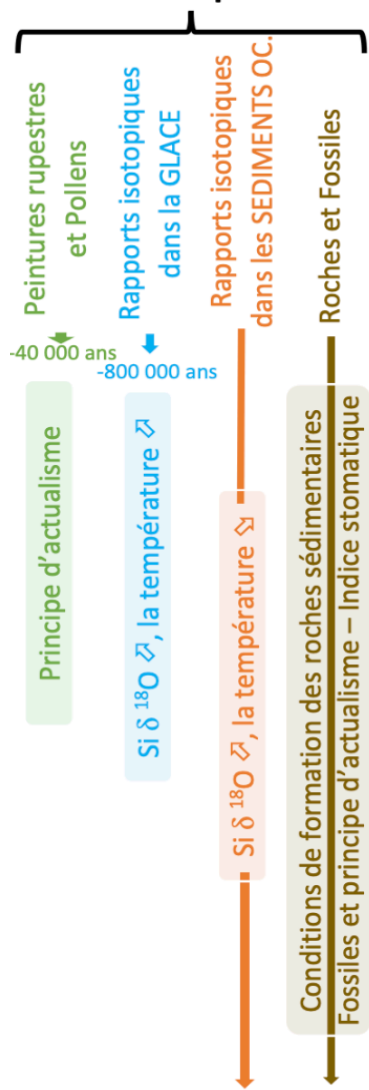 Peintures rupestres
et Pollens
-40 000 ans
Principe d'actualisme
Rapports isotopiques
dans la GLACE
-800 000 ans
Si δ ¹⁸O ⬀, la température ⬀
Rapports isotopiques
dans les SEDIMENTS OC.
Si δ ¹⁸O ⬀, la température ⬂
Roches et Fossiles
Conditions de formation des roches sédimentaires
Fossiles et principe d'actualisme – Indice stomatique